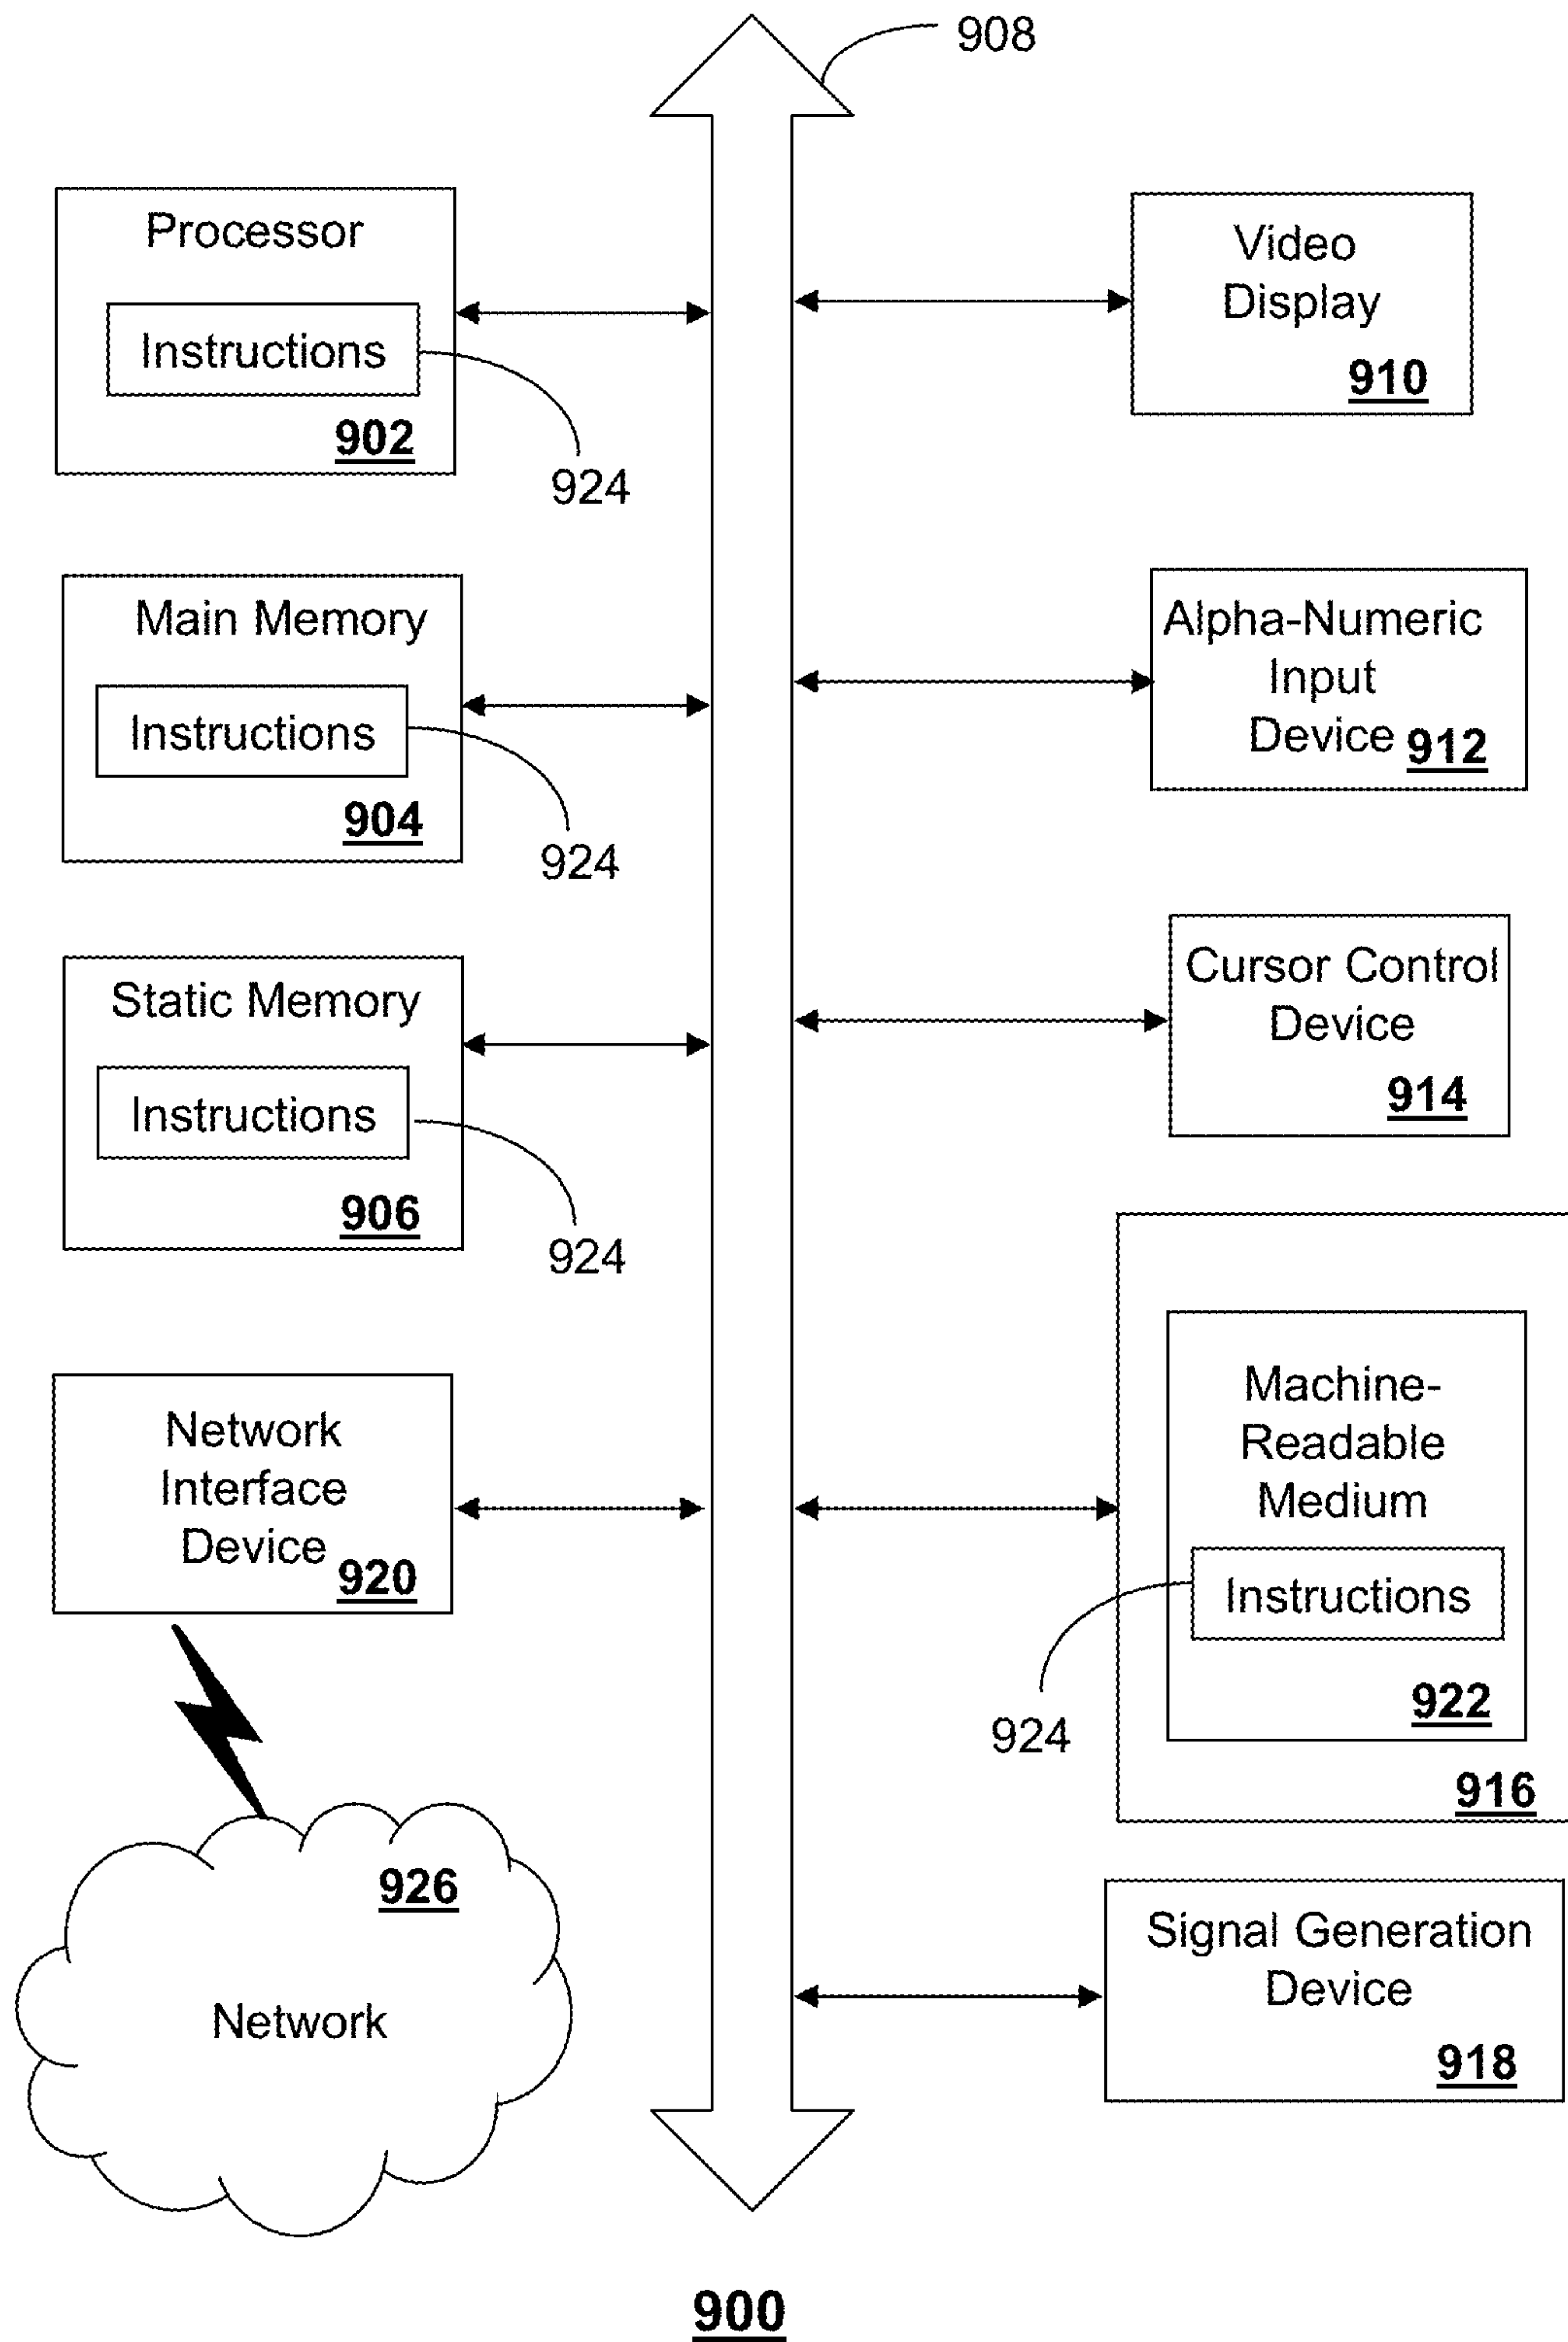 908
Processor
Instructions
902
924
Main Memory
Instructions
904
924
Static Memory
Instructions
906
924
Network
Interface
Device
920
926
Network
Video
Display
910
Alpha-Numeric
Input
Device 912
Cursor Control
Device
914
Machine-
Readable
Medium
Instructions
922
924
916
Signal Generation
Device
918
900